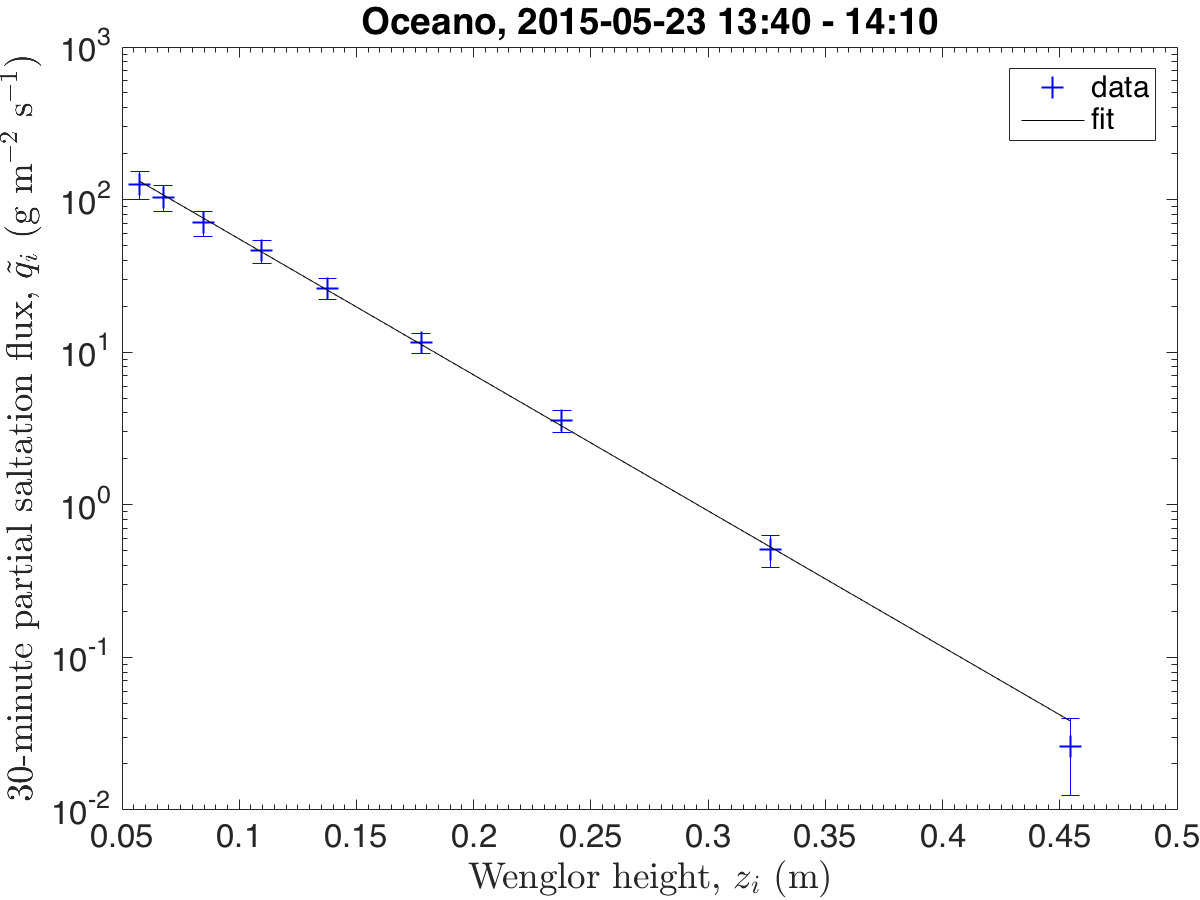 Oceano, 2015-05-23 13:40 - 14:10
30-minute partial saltation flux, q̃ᵢ (g m⁻² s⁻¹)
10³
10²
10¹
10⁰
10⁻¹
10⁻²
data
fit
0.05 0.1 0.15 0.2 0.25 0.3 0.35 0.4 0.45 0.5
Wenglor height, zᵢ (m)